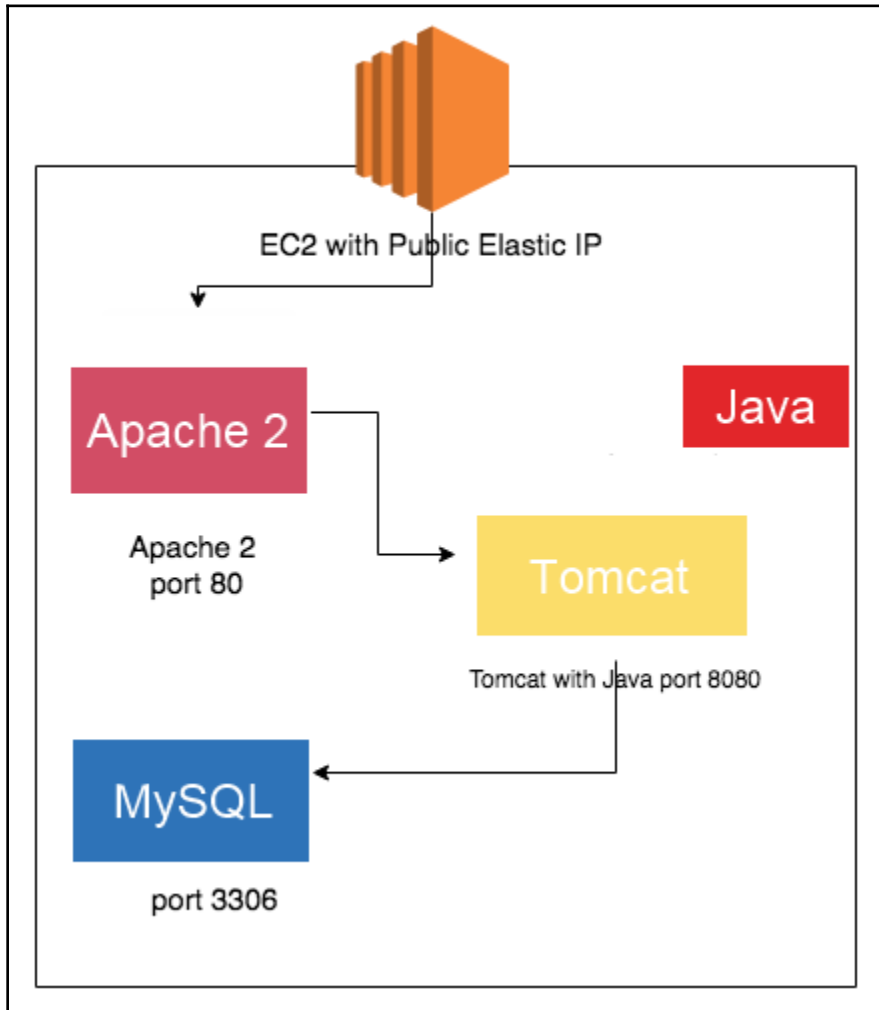 EC2 with Public Elastic IP
Apache 2
Java
Apache 2
port 80
Tomcat
Tomcat with Java port 8080
MySQL
port 3306